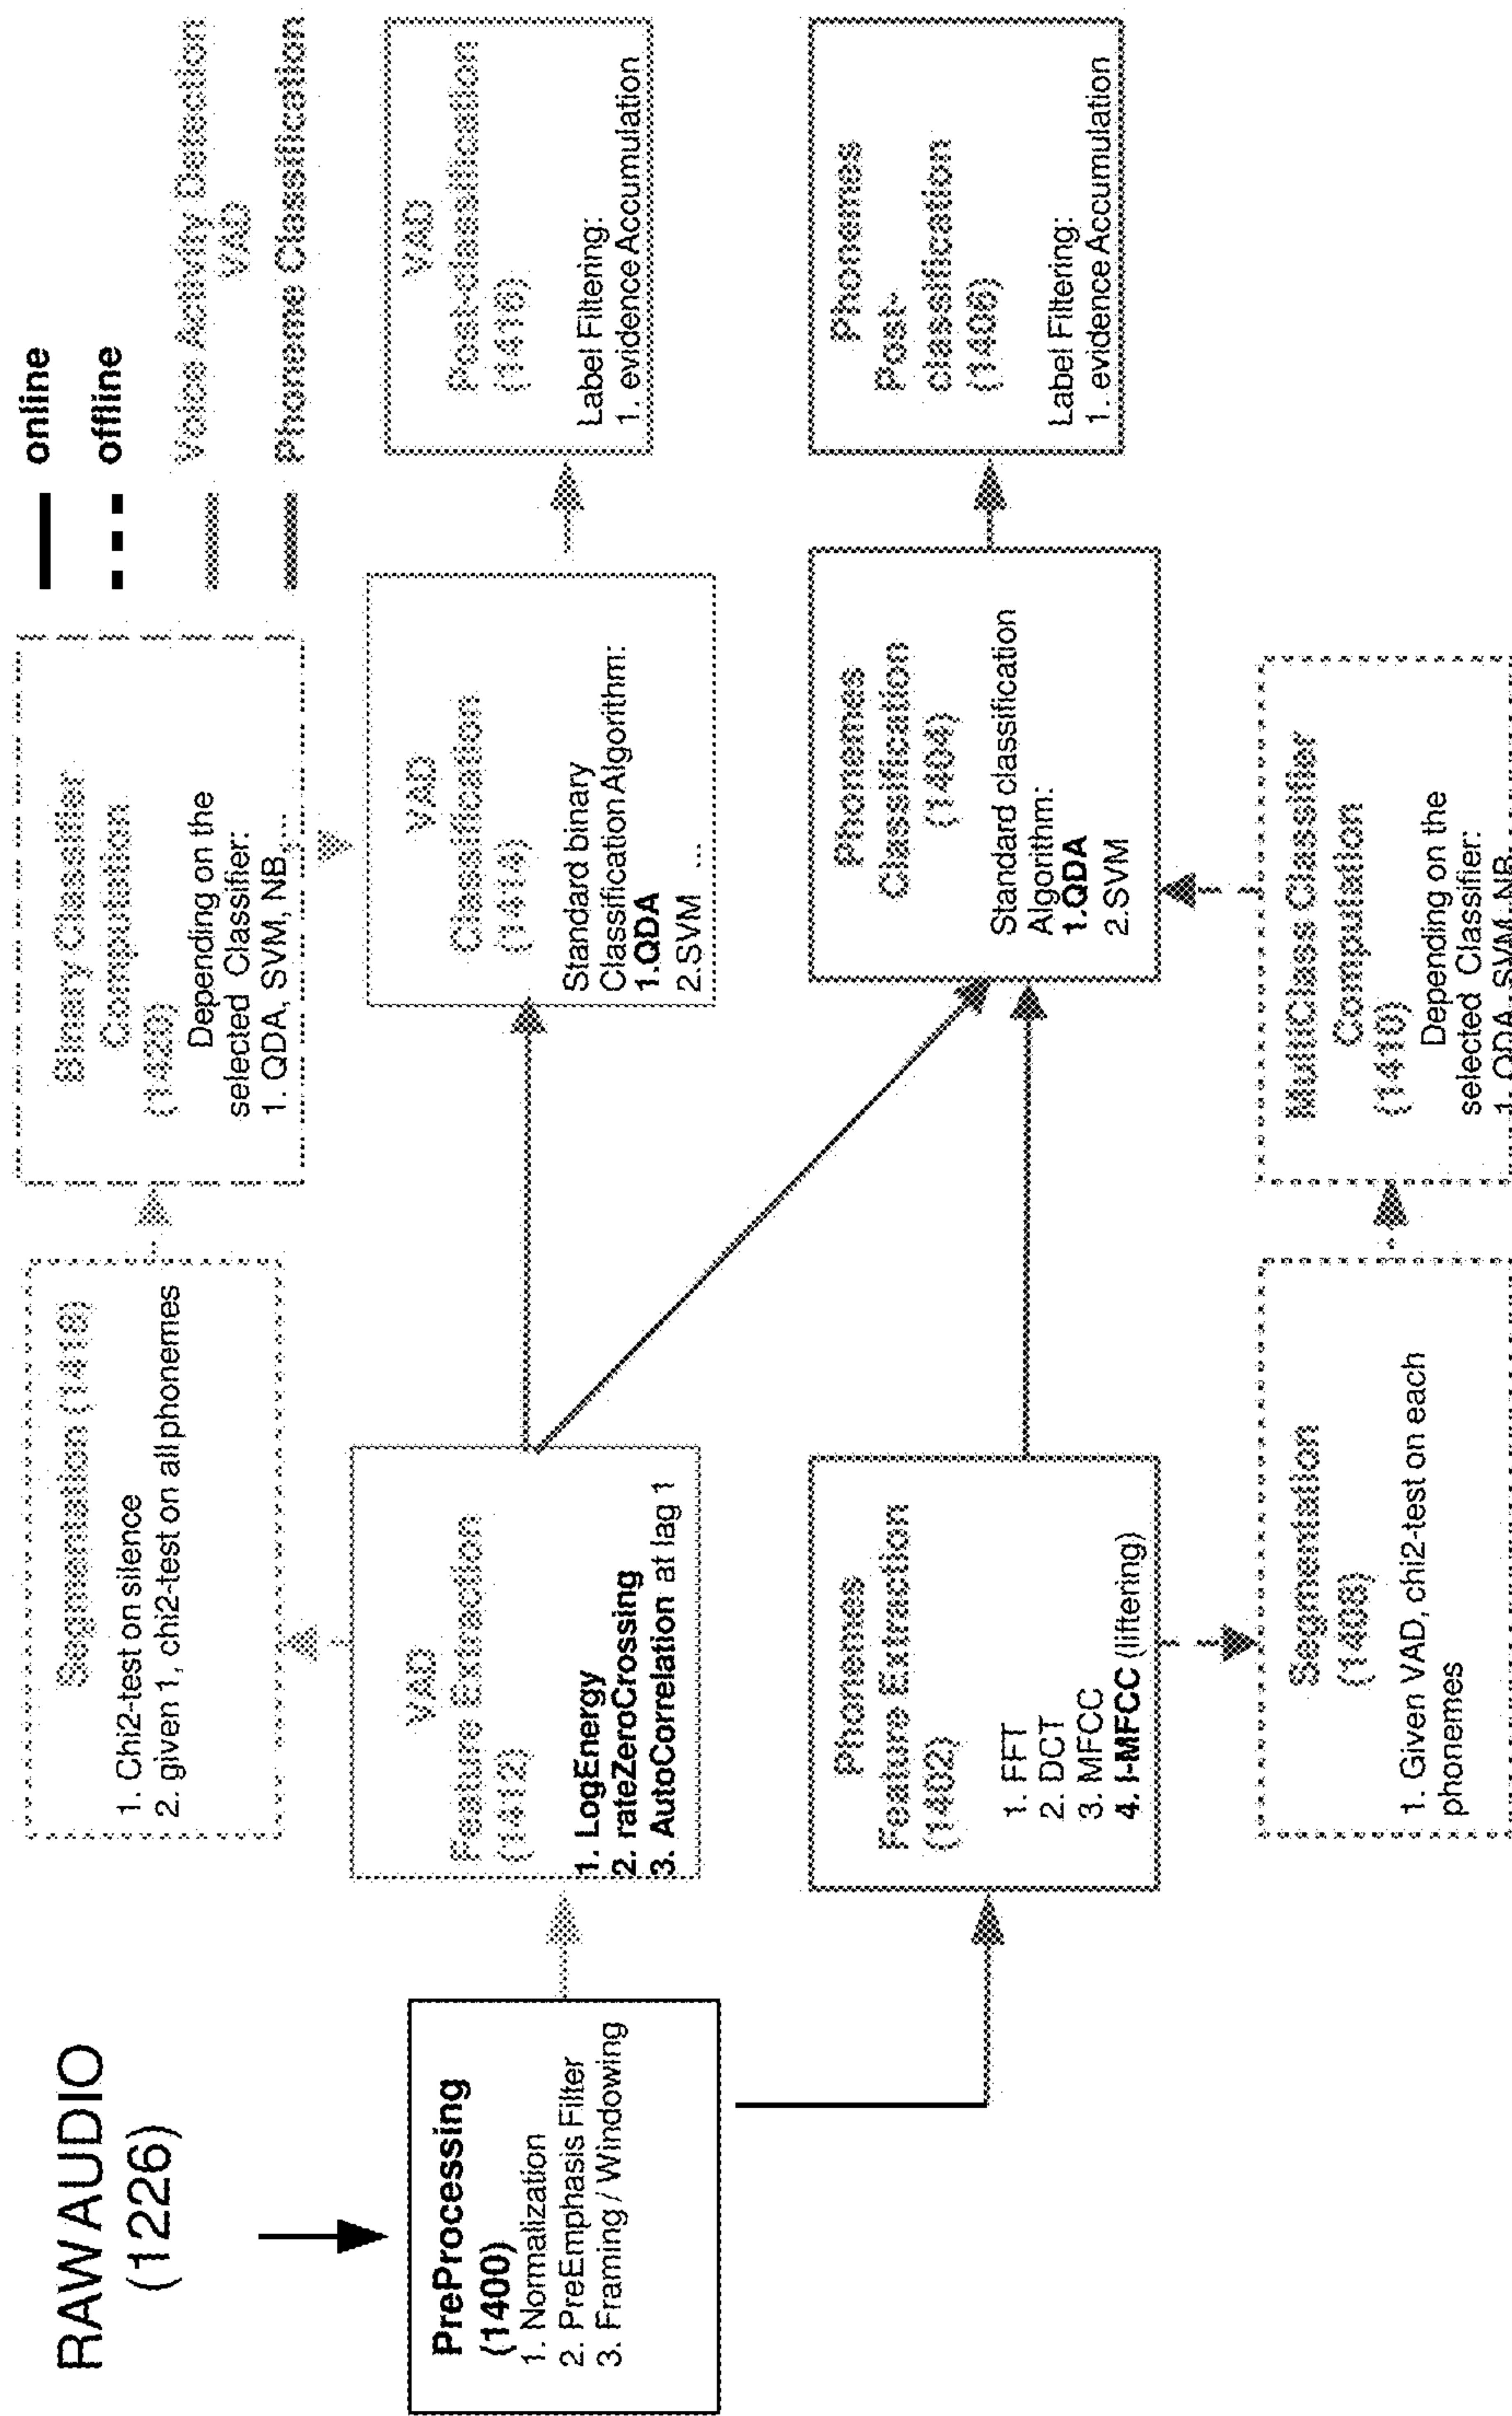 RAW AUDIO
(1226)
online
offline
Voice Activity Detection
VAD
Phoneme Classification
Segmentation (1418)
1. Chi2-test on silence
2. given 1, chi2-test on all phonemes
Binary Classifier
Computation
(1420)
Depending on the
selected Classifier:
1. QDA, SVM, NB,...
PreProcessing
(1400)
1. Normalization
2. PreEmphasis Filter
3. Framing / Windowing
VAD
Feature Extraction
(1412)
1. LogEnergy
2. rateZeroCrossing
3. AutoCorrelation at lag 1
VAD
Classification
(1414)
Standard binary
Classification Algorithm:
1.QDA
2.SVM ...
VAD
Post-classification
(1416)
Label Filtering:
1. evidence Accumulation
Phonemes
Feature Extraction
(1402)
1. FFT
2. DCT
3. MFCC
4. l-MFCC (liftering)
Phonemes
Classification
(1404)
Standard classification
Algorithm:
1.QDA
2.SVM
Phonemes
Post-
classification
(1406)
Label Filtering:
1. evidence Accumulation
Segmentation
(1408)
1. Given VAD, chi2-test on each
phonemes
MultiClass Classifier
Computation
(1410)
Depending on the
selected Classifier:
1. QDA, SVM, NB,